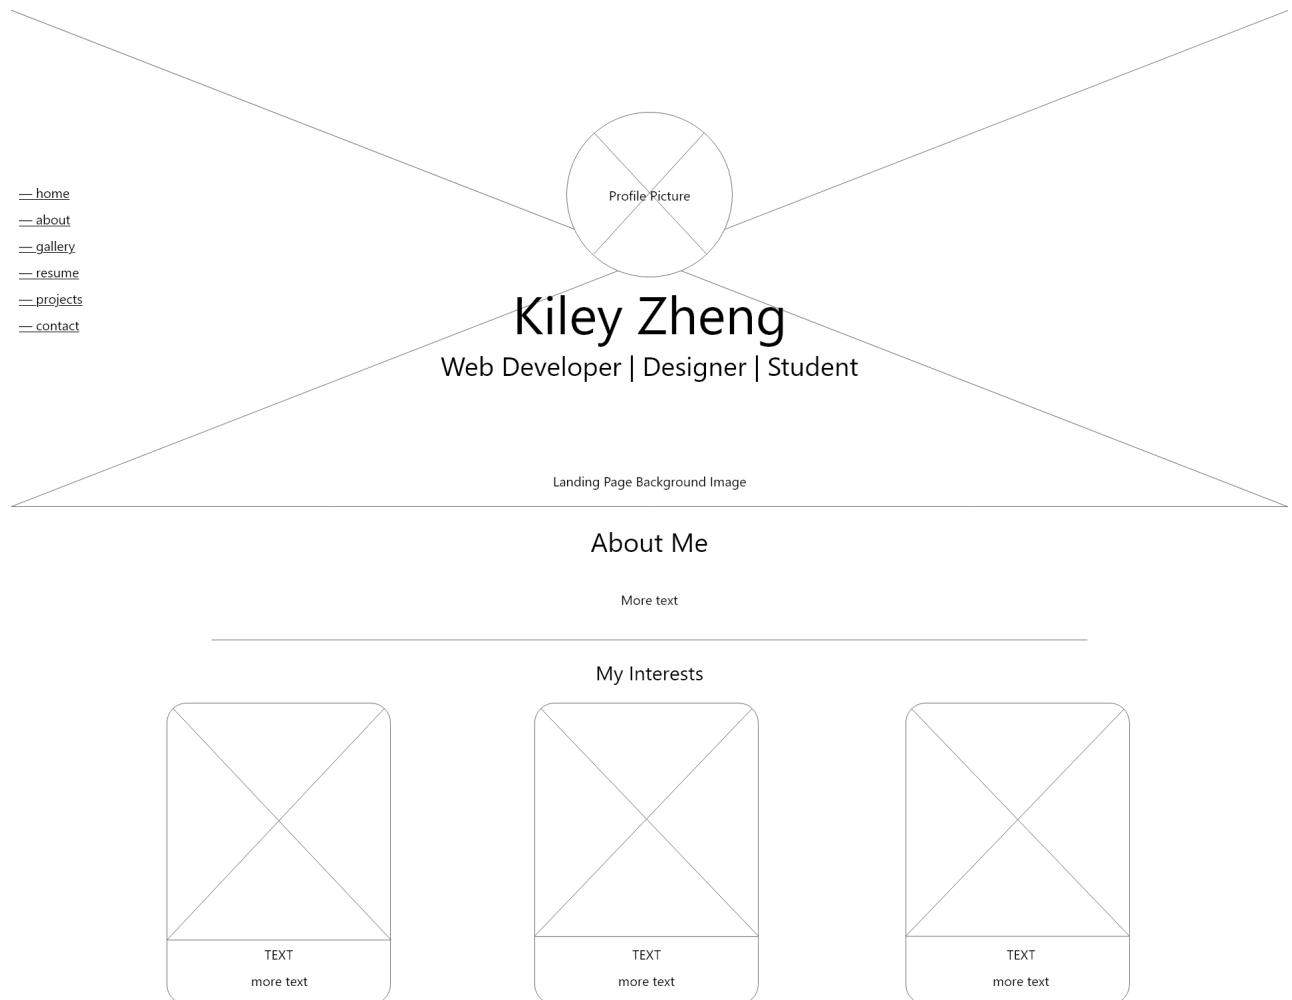 — home
— about
— gallery
— resume
— projects
— contact
Profile Picture
Kiley Zheng
Web Developer | Designer | Student
Landing Page Background Image
About Me
More text
My Interests
TEXT
more text
TEXT
more text
TEXT
more text